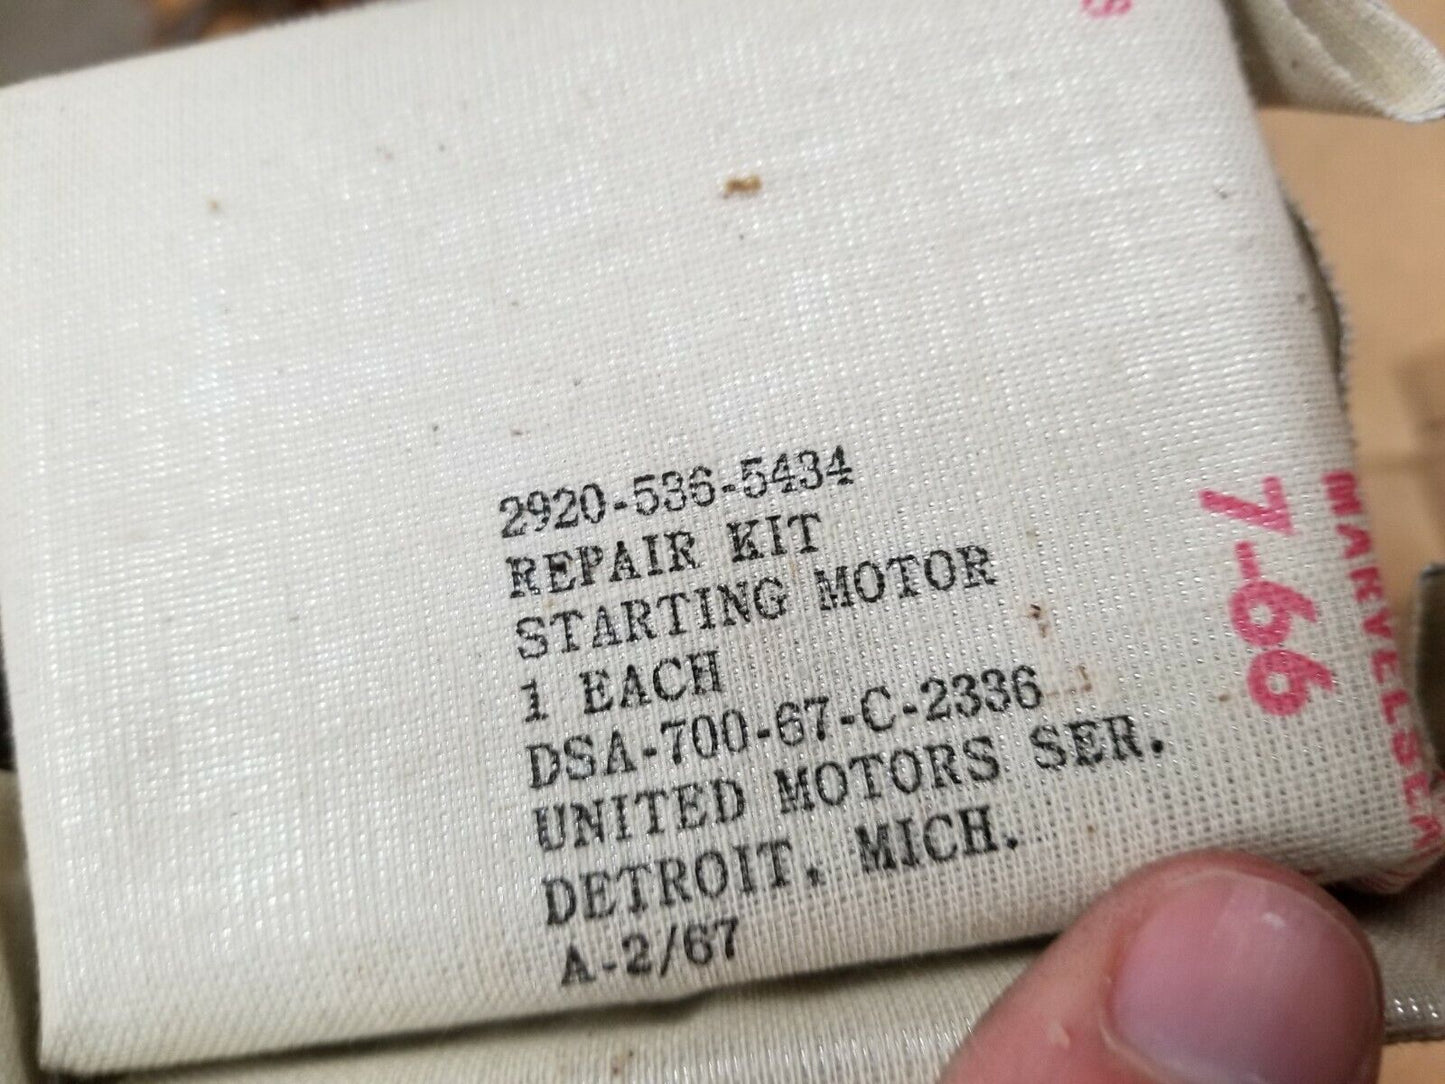 2920-536-5434
REPAIR KIT
STARTING MOTOR
1 EACH
DSA-700-67-C-2336
UNITED MOTORS SER.
DETROIT, MICH.
A-2/67
7-66
MARVELSEAL
S